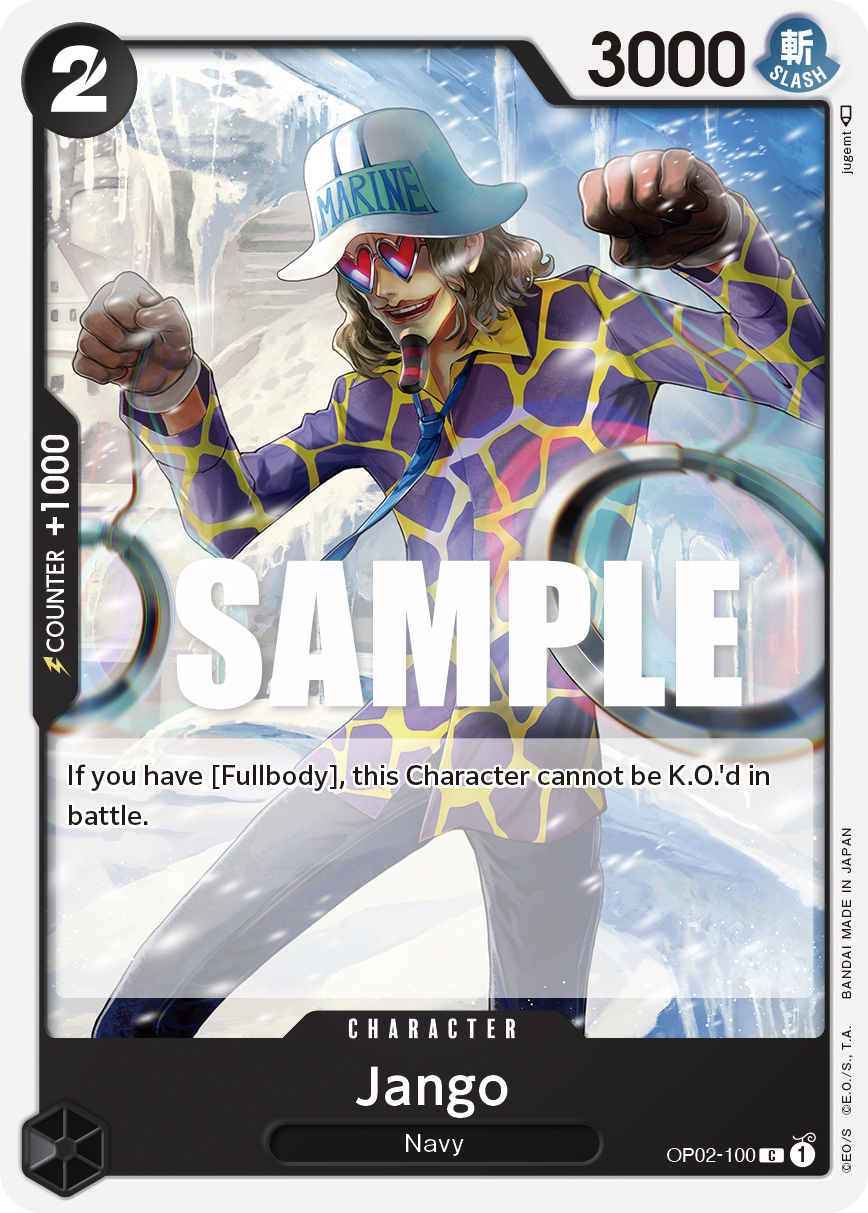 2
3000
斬
SLASH
jugemt
MARINE
COUNTER +1000
SAMPLE
If you have [Fullbody], this Character cannot be K.O.'d in
battle.
CHARACTER
Jango
Navy
OP02-100 C 1
©EO/S ©E.O./S., T.A. BANDAI MADE IN JAPAN